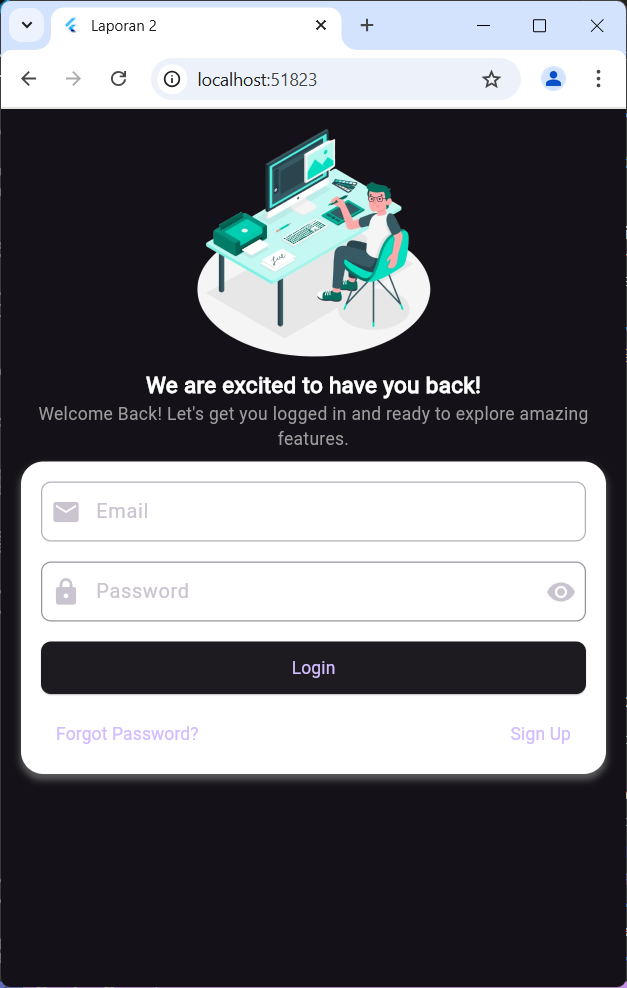 Laporan 2
localhost:51823
We are excited to have you back!
Welcome Back! Let's get you logged in and ready to explore amazing
features.
Email
Password
Login
Forgot Password? Sign Up